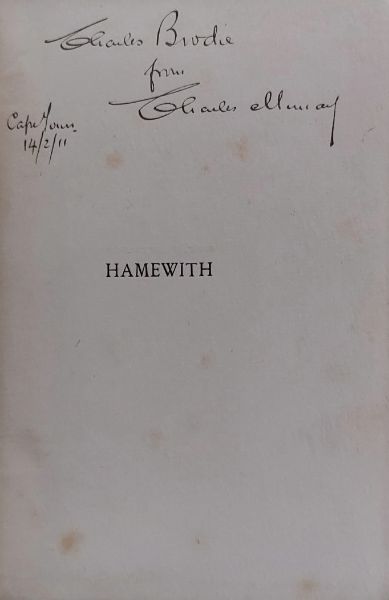 Charles Brodie
from
Charles Murray
Cape Town
14/2/11
HAMEWITH